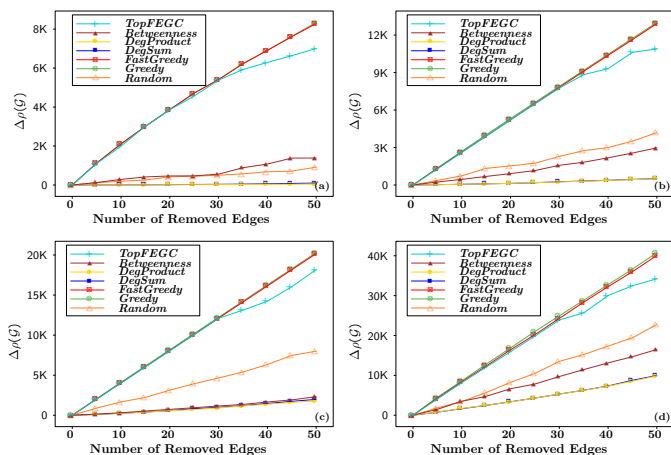 8K
6K
4K
2K
0
Δρ(𝒢)
TopFEGC
Betweenness
DegProduct
DegSum
FastGreedy
Greedy
Random
(a)
0 10 20 30 40 50
Number of Removed Edges
12K
9K
6K
3K
0
Δρ(𝒢)
TopFEGC
Betweenness
DegProduct
DegSum
FastGreedy
Greedy
Random
(b)
0 10 20 30 40 50
Number of Removed Edges
20K
15K
10K
5K
0
Δρ(𝒢)
TopFEGC
Betweenness
DegProduct
DegSum
FastGreedy
Greedy
Random
(c)
0 10 20 30 40 50
Number of Removed Edges
40K
30K
20K
10K
0
Δρ(𝒢)
TopFEGC
Betweenness
DegProduct
DegSum
FastGreedy
Greedy
Random
(d)
0 10 20 30 40 50
Number of Removed Edges